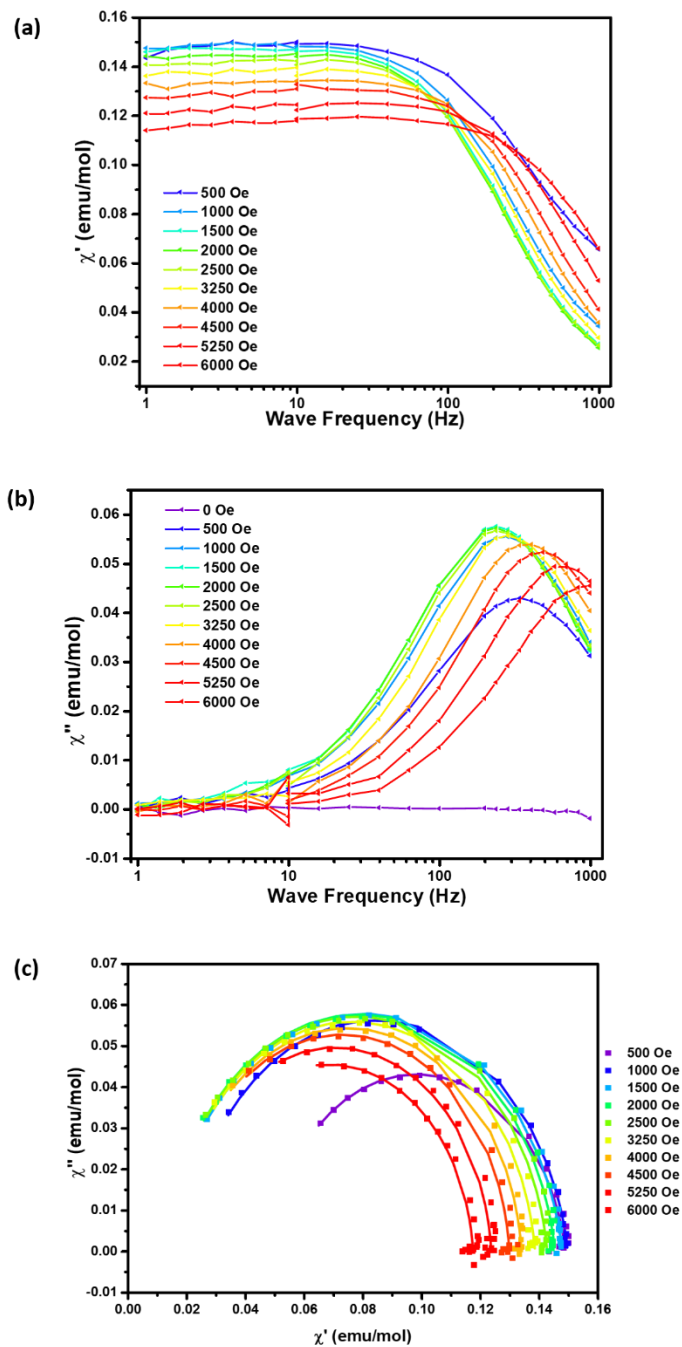 (a)
0.16
0.14
0.12
0.10
0.08
0.06
0.04
0.02
χ' (emu/mol)
500 Oe
1000 Oe
1500 Oe
2000 Oe
2500 Oe
3250 Oe
4000 Oe
4500 Oe
5250 Oe
6000 Oe
1 10 100 1000
Wave Frequency (Hz)
(b)
0.06
0.05
0.04
0.03
0.02
0.01
0.00
-0.01
χ" (emu/mol)
0 Oe
500 Oe
1000 Oe
1500 Oe
2000 Oe
2500 Oe
3250 Oe
4000 Oe
4500 Oe
5250 Oe
6000 Oe
1 10 100 1000
Wave Frequency (Hz)
(c)
0.07
0.06
0.05
0.04
0.03
0.02
0.01
0.00
-0.01
χ" (emu/mol)
500 Oe
1000 Oe
1500 Oe
2000 Oe
2500 Oe
3250 Oe
4000 Oe
4500 Oe
5250 Oe
6000 Oe
0.00 0.02 0.04 0.06 0.08 0.10 0.12 0.14 0.16
χ' (emu/mol)